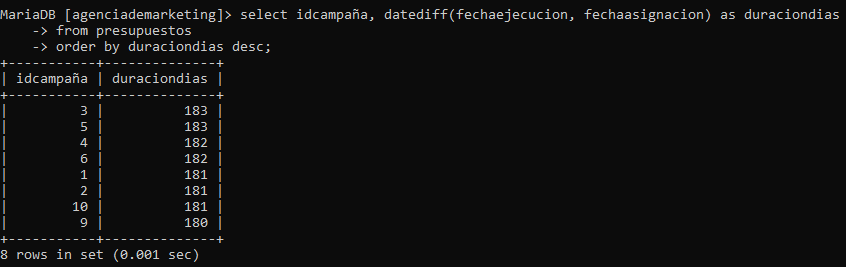 MariaDB [agenciademarketing]> select idcampaña, datediff(fechaejecucion, fechaasignacion) as duraciondias
    -> from presupuestos
    -> order by duraciondias desc;
+-----------+--------------+
| idcampaña | duraciondias |
+-----------+--------------+
|         3 |          183 |
|         5 |          183 |
|         4 |          182 |
|         6 |          182 |
|         1 |          181 |
|         2 |          181 |
|        10 |          181 |
|         9 |          180 |
+-----------+--------------+
8 rows in set (0.001 sec)